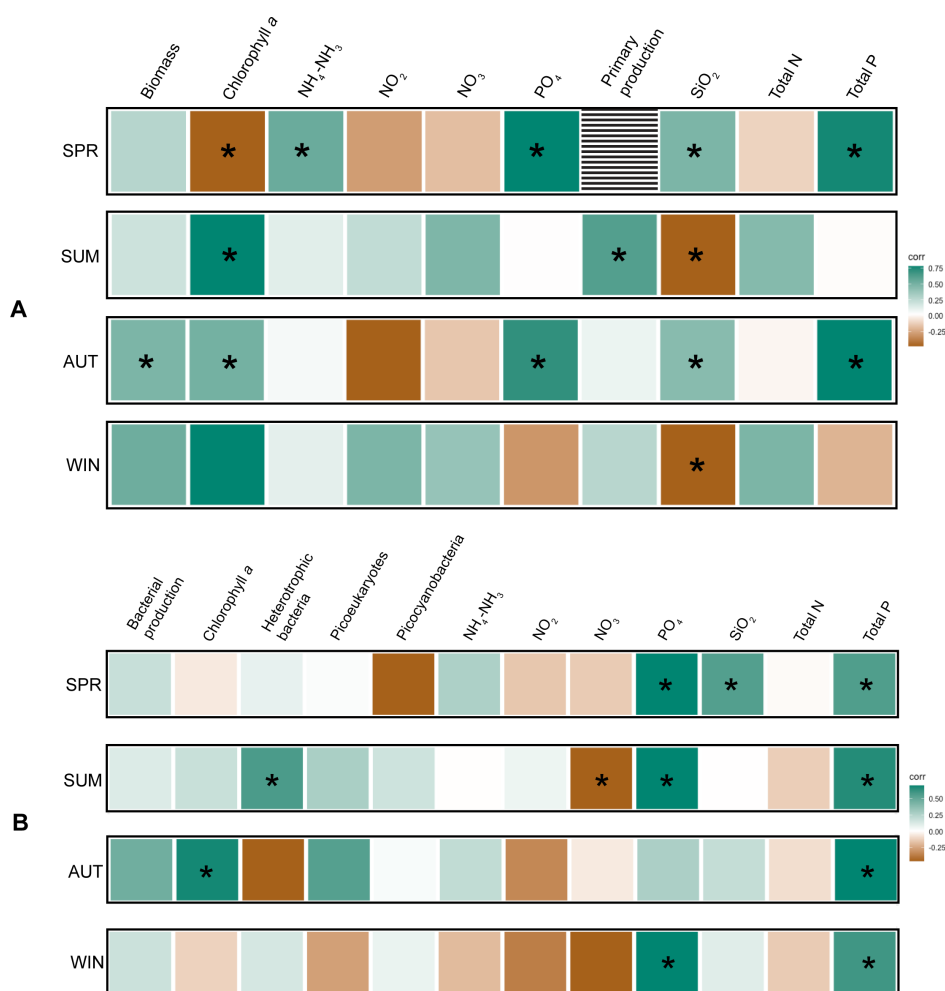 Biomass
Chlorophyll a
NH₄-NH₃
NO₂
NO₃
PO₄
Primary
production
SiO₂
Total N
Total P
SPR
* * * * *
SUM
* * *
A
corr
0.75
0.50
0.25
0.00
-0.25
AUT
* * * * *
WIN
*
Bacterial
production
Chlorophyll a
Heterotrophic
bacteria
Picoeukaryotes
Picocyanobacteria
NH₄-NH₃
NO₂
NO₃
PO₄
SiO₂
Total N
Total P
SPR
* * *
SUM
* * * *
B
corr
0.50
0.25
0.00
-0.25
AUT
* *
WIN
* *